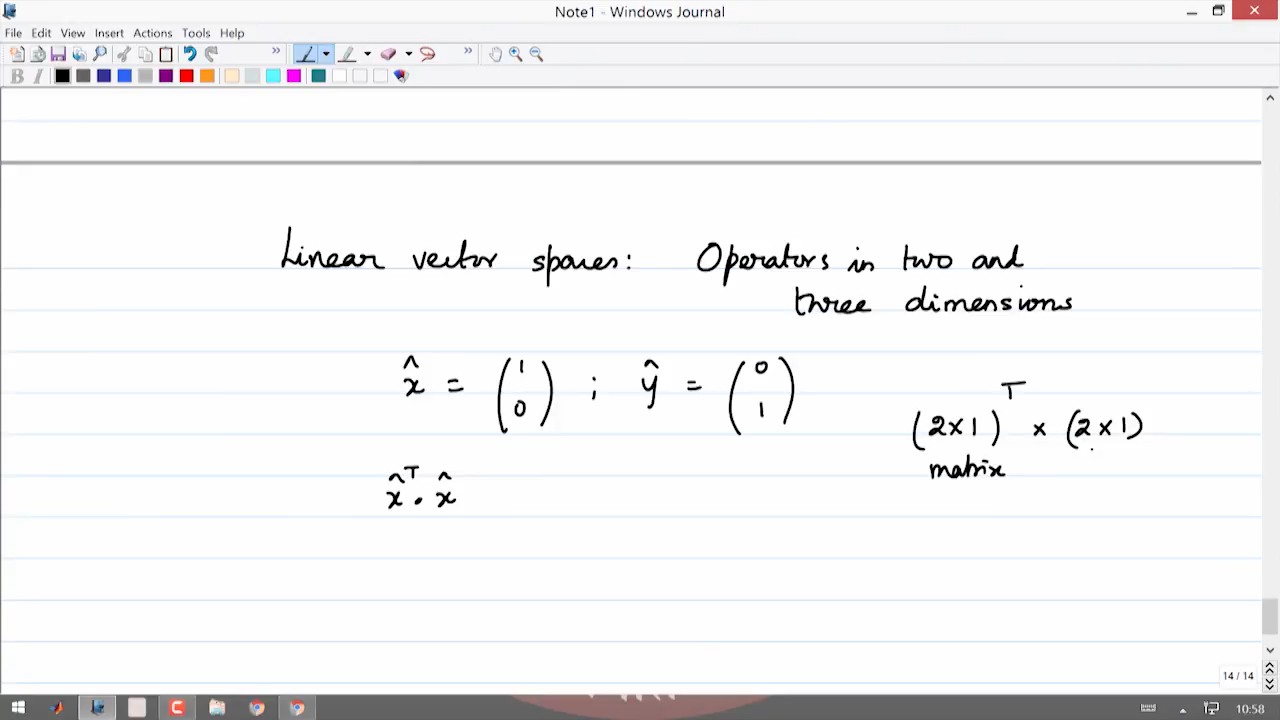 Note1 - Windows Journal
File Edit View Insert Actions Tools Help
Linear vector spaces: Operators in two and
three dimensions
x̂ = (1 0) ; ŷ = (0 1)
(2×1)ᵀ × (2×1)
matrix
x̂ᵀ · x̂
14 / 14
10:58